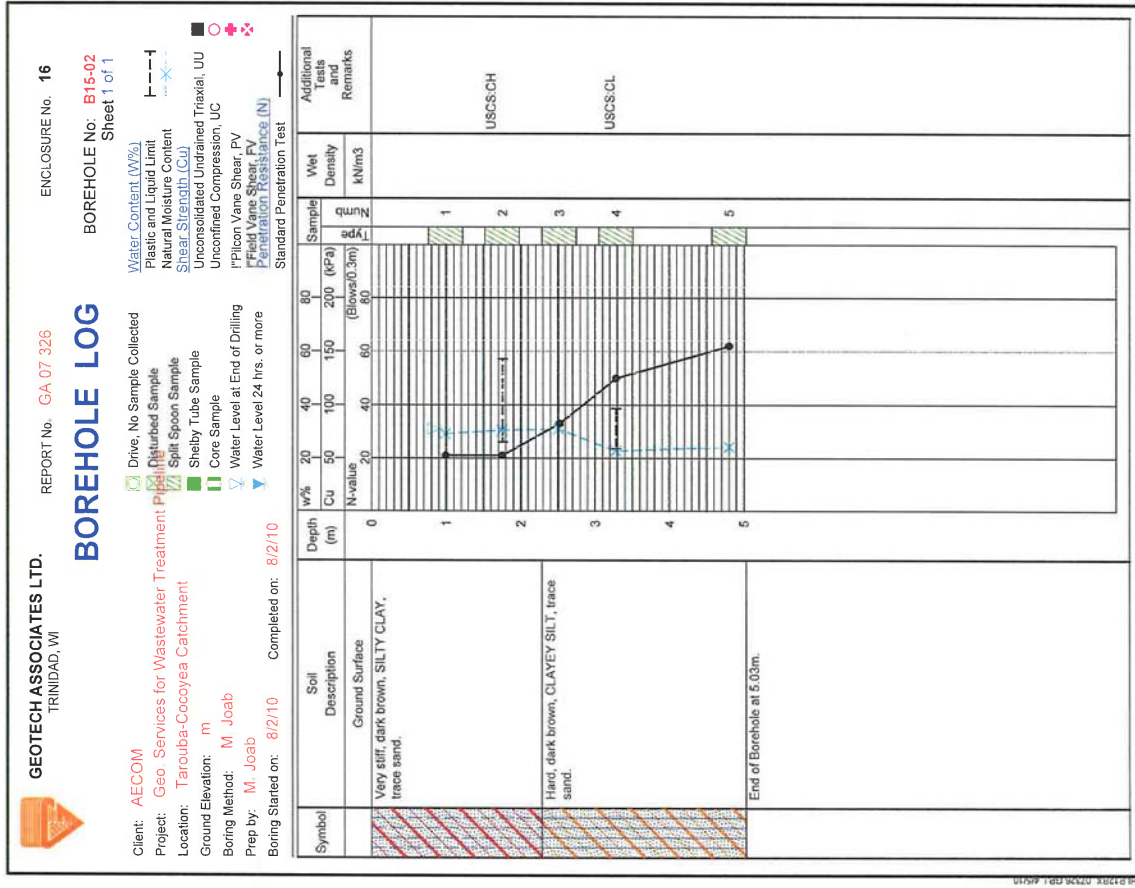 GEOTECH ASSOCIATES LTD.
TRINIDAD, WI
REPORT No. GA 07 326
ENCLOSURE No. 16
BOREHOLE LOG
BOREHOLE No: B15-02
Sheet 1 of 1
Client: AECOM
Project: Geo. Services for Wastewater Treatment Pipeline
Location: Tarouba-Cocoyea Catchment
Ground Elevation: m
Boring Method: M Joab
Prep by: M. Joab
Boring Started on: 8/2/10 Completed on: 8/2/10
Drive, No Sample Collected
Disturbed Sample
Split Spoon Sample
Shelby Tube Sample
Core Sample
Water Level at End of Drilling
Water Level 24 hrs. or more
Water Content (W%)
Plastic and Liquid Limit
Natural Moisture Content
Shear Strength (Cu)
Unconsolidated Undrained Triaxial, UU
Unconfined Compression, UC
!"Pilcon Vane Shear, PV
!"Field Vane Shear, FV
Penetration Resistance (N)
Standard Penetration Test
Symbol
Soil Description
Depth (m)
w% 20 40 60 80
Cu 50 100 150 200 (kPa)
N-value (Blows/0.3m)
20 40 60 80
Sample
Type
Numb
Wet Density
kN/m3
Additional Tests and Remarks
Ground Surface
0
Very stiff, dark brown, SILTY CLAY, trace sand.
1
1
2
USCS:CH
2
Hard, dark brown, CLAYEY SILT, trace sand.
3
3
4
USCS:CL
4
5
5
End of Borehole at 5.03m.